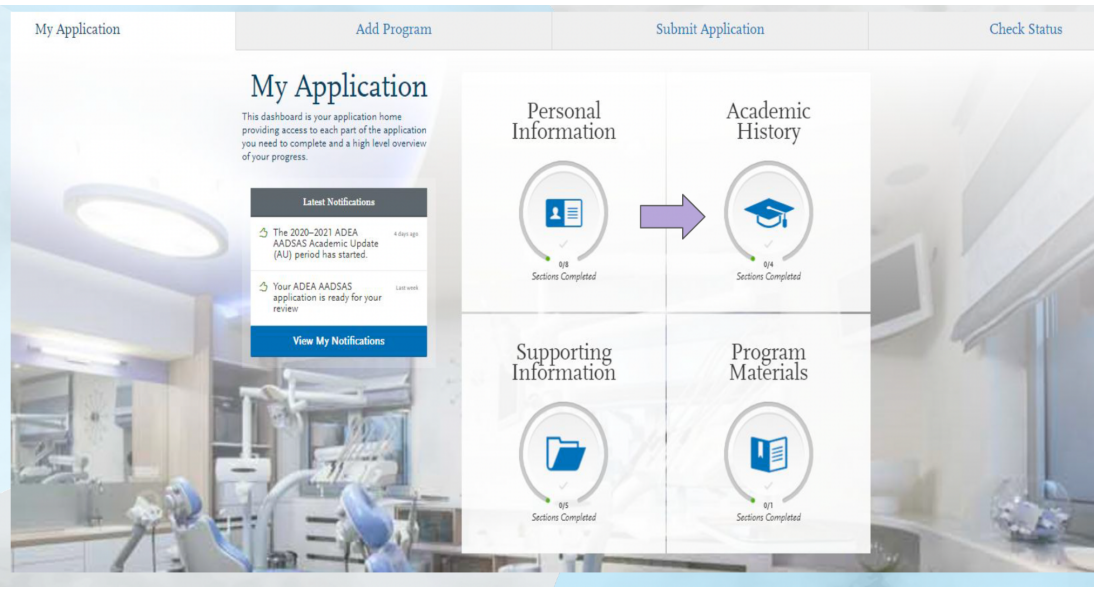 My Application
Add Program
Submit Application
Check Status
My Application
This dashboard is your application home
providing access to each part of the application
you need to complete and a high level overview
of your progress.
Latest Notifications
The 2020–2021 ADEA
4 days ago
AADSAS Academic Update
(AU) period has started.
Your ADEA AADSAS
Last week
application is ready for your
review
View My Notifications
Personal
Information
0/8
Sections Completed
Academic
History
0/4
Sections Completed
Supporting
Information
0/5
Sections Completed
Program
Materials
0/1
Sections Completed